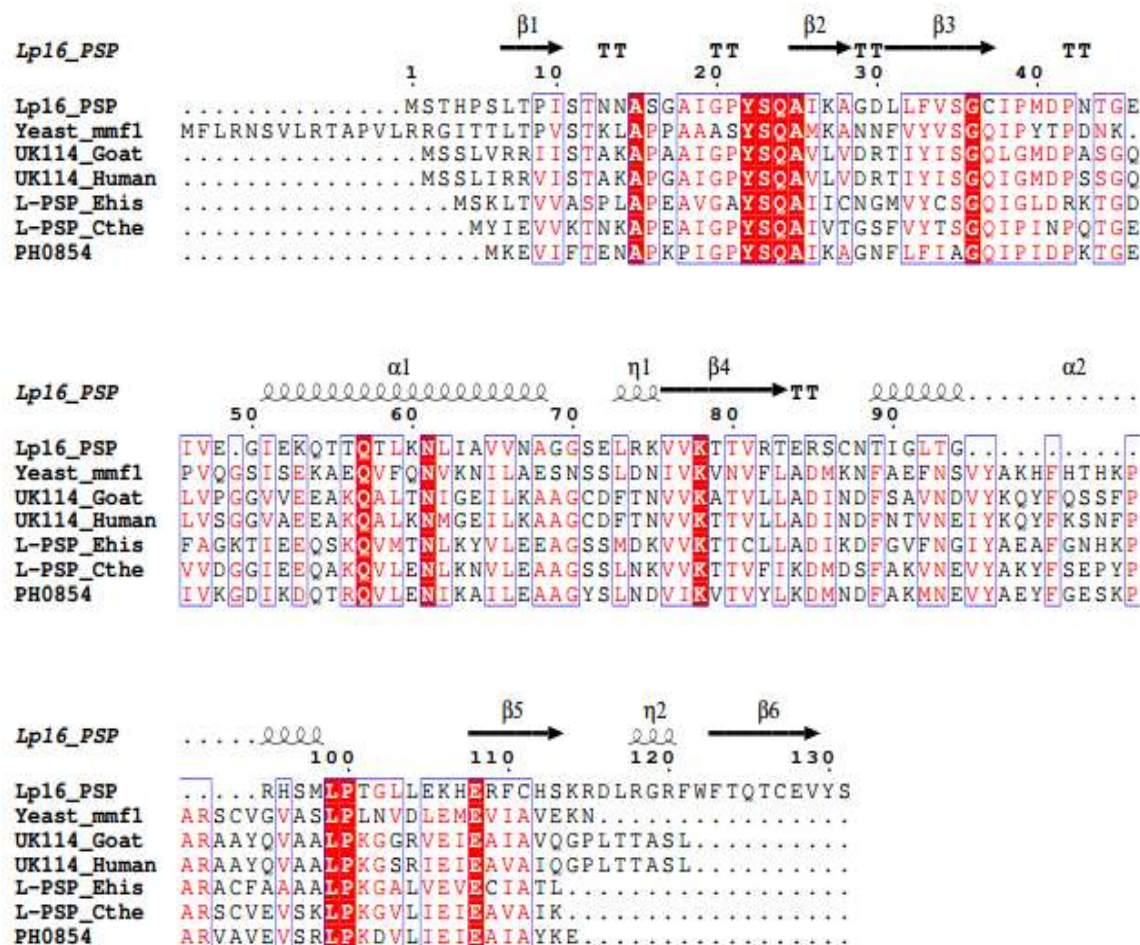 β1 β2 β3
Lp16_PSP TT TT TT TT
1 10 20 30 40
Lp16_PSP ..............MSTHPSLTPISTNNASGAIGPYSQAIKAGDLLFVSGCIPMDPNTGE
Yeast_mmf1 MFLRNSVLRTAPVLRRGITTLTPVSTKLAPPAAASYSQAMKANNFVYVSGQIPYTPDNK.
UK114_Goat ...............MSSLVRRIISTAKAPAAIGPYSQAVLVDRTIYISGQLGMDPASGQ
UK114_Human ...............MSSLIRRVISTAKAPGAIGPYSQAVLVDRTIYISGQIGMDPSSGQ
L-PSP_Ehis .................MSKLTVVASPLAPEAVGAYSQAIICNGMVYCSGQIGLDRKTGD
L-PSP_Cthe ..................MYIEVVKTNKAPEAIGPYSQAIVTGSFVYTSGQIPINPQTGE
PH0854 ...................MKEVIFTENAPKPIGPYSQAIKAGNFLFIAGQIPIDPKTGE
α1 η1 β4 α2
Lp16_PSP TT ...........
50 60 70 80 90
Lp16_PSP IVE.GIEKQTTQTLKNLIAVVNAGGSELRKVVKTTVRTERSCNTIGLTG...........
Yeast_mmf1 PVQGSISEKAEQVFQNVKNILAESNSSLDNIVKVNVFLADMKNFAEFNSVYAKHFHTHKP
UK114_Goat LVPGGVVEEAKQALTNIGEILKAAGCDFTNVVKATVLLADINDFSAVNDVYKQYFQSSFP
UK114_Human LVSGGVAEEAKQALKNMGEILKAAGCDFTNVVKTTVLLADINDFNTVNEIYKQYFKSNFP
L-PSP_Ehis FAGKTIEEQSKQVMTNLKYVLEEAGSSMDKVVKTTCLLADIKDFGVFNGIYAEAFGNHKP
L-PSP_Cthe VVDGGIEEQAKQVLENLKNVLEAAGSSLNKVVKTTVFIKDMDSFAKVNEVYAKYFSEPYP
PH0854 IVKGDIKDQTRQVLENIKAILEAAGYSLNDVIKVTVYLKDMNDFAKMNEVYAEYFGESKP
β5 η2 β6
Lp16_PSP .....
100 110 120 130
Lp16_PSP .....RHSMLPTGLLEKHERFCHSKRDLRGRFWFTQTCEVYS
Yeast_mmf1 ARSCVGVASLPLNVDLEMEVIAVEKN................
UK114_Goat ARAAYQVAALPKGGRVEIEAIAVQGPLTTASL..........
UK114_Human ARAAYQVAALPKGSRIEIEAVAIQGPLTTASL..........
L-PSP_Ehis ARACFAAAALPKGALVEVECIATL..................
L-PSP_Cthe ARSCVEVSKLPKGVLIEIEAVAIK..................
PH0854 ARVAVEVSRLPKDVLIEIEAIAYKE.................